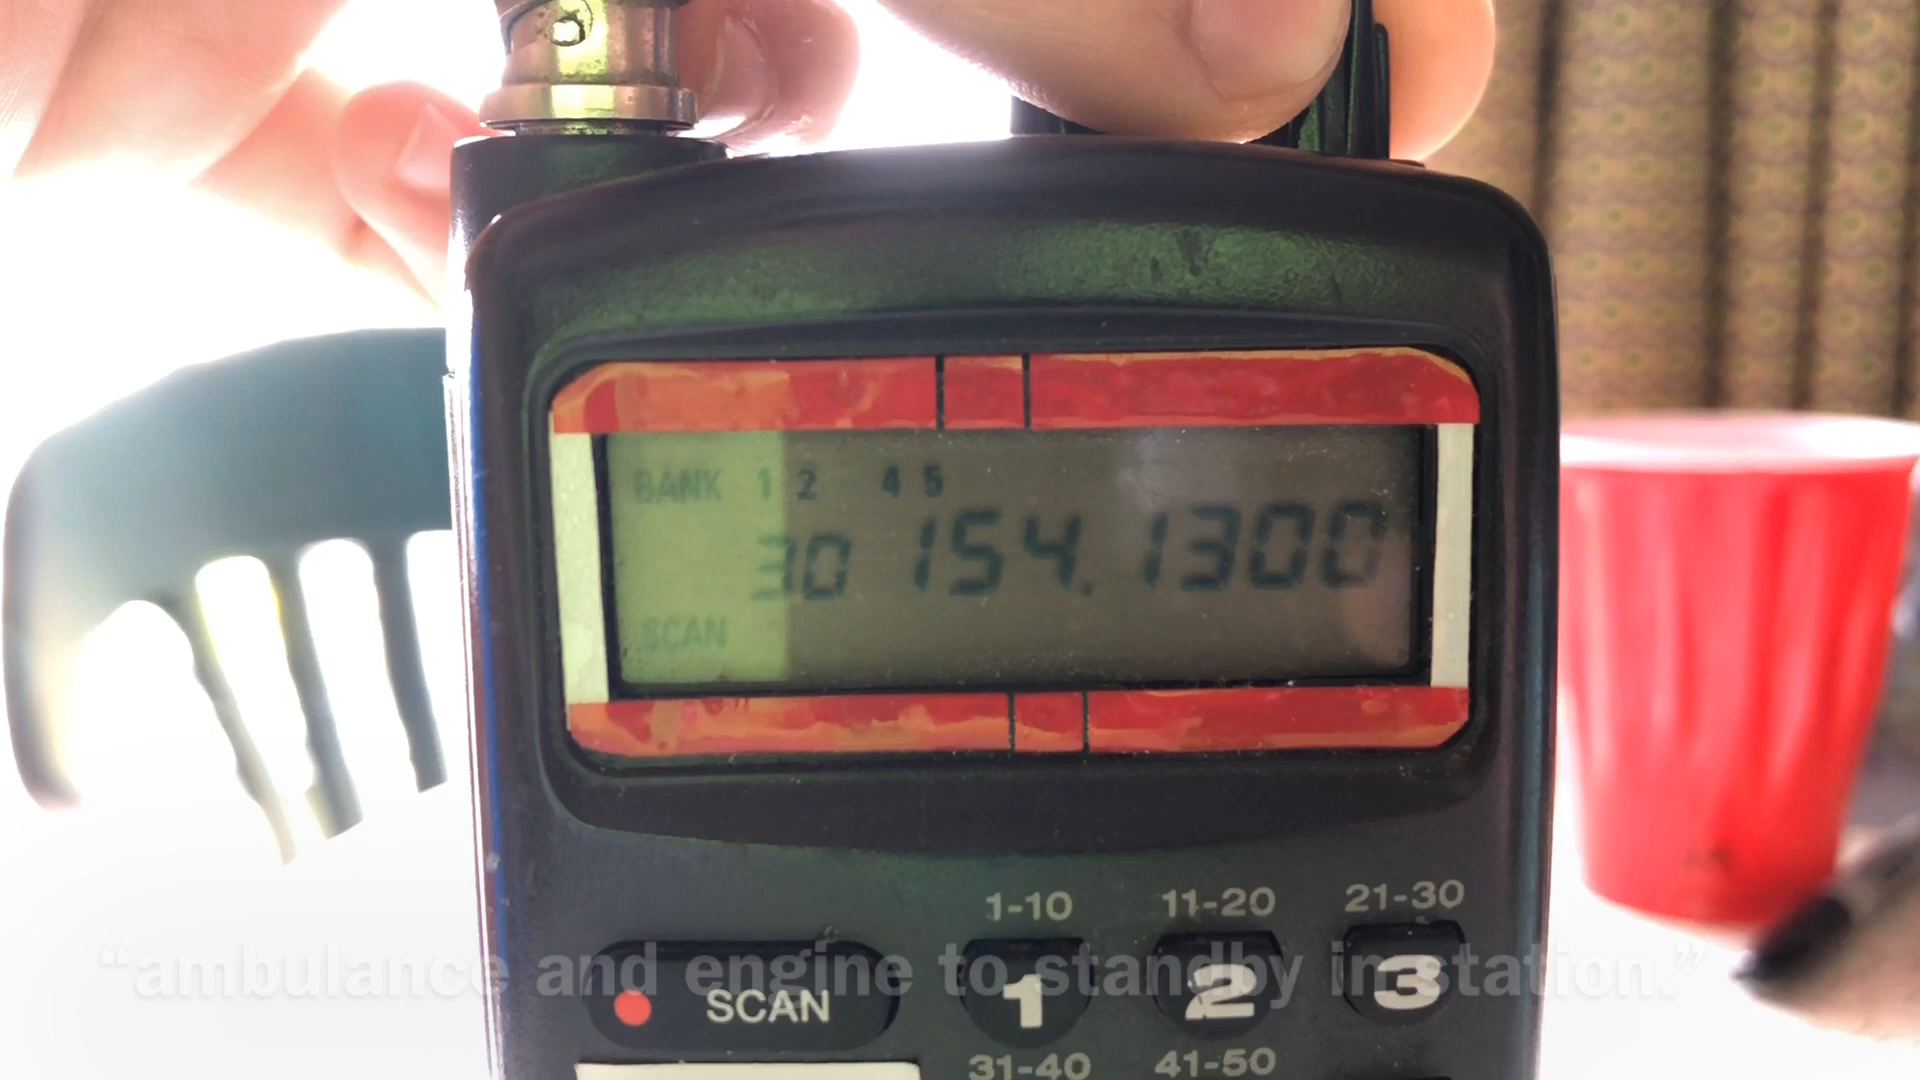 BANK 1 2 4 5
30 154.1300
SCAN
1-10 11-20 21-30
“ambulance and engine to standby in station.”
SCAN 1 2 3
31-40 41-50